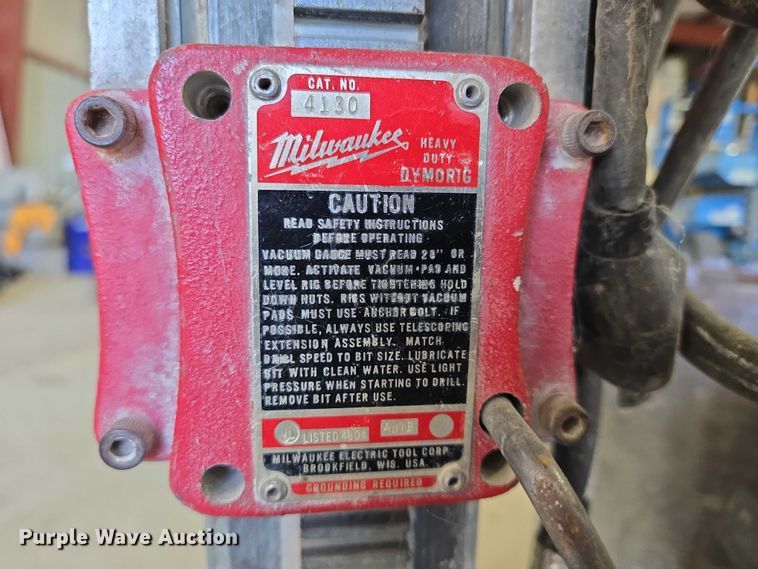 CAT. NO.
4130
Milwaukee
HEAVY
DUTY
DYMORIG
CAUTION
READ SAFETY INSTRUCTIONS
BEFORE OPERATING
VACUUM GAUGE MUST READ 20" OR
MORE. ACTIVATE VACUUM-PAD AND
LEVEL RIG BEFORE TIGHTENING HOLD
DOWN NUTS. RIGS WITHOUT VACUUM
PADS MUST USE ANCHOR BOLT. IF
POSSIBLE, ALWAYS USE TELESCOPING
EXTENSION ASSEMBLY. MATCH
DRILL SPEED TO BIT SIZE. LUBRICATE
BIT WITH CLEAN WATER. USE LIGHT
PRESSURE WHEN STARTING TO DRILL.
REMOVE BIT AFTER USE.
LISTED
MILWAUKEE ELECTRIC TOOL CORP.
BROOKFIELD, WIS. USA.
GROUNDING REQUIRED
Purple Wave Auction